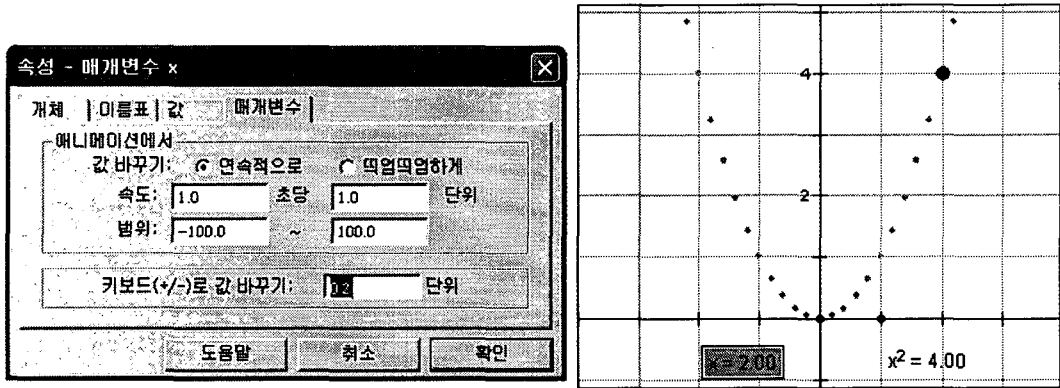 속성 - 매개변수 x
개체 이름표 값 매개변수
애니메이션에서
값 바꾸기: 연속적으로 띄엄띄엄하게
속도: 1.0 초당 1.0 단위
범위: -100.0 ~ 100.0
키보드(+/-)로 값 바꾸기: 단위
도움말 취소 확인
4
2
x = 2.00
x² = 4.00